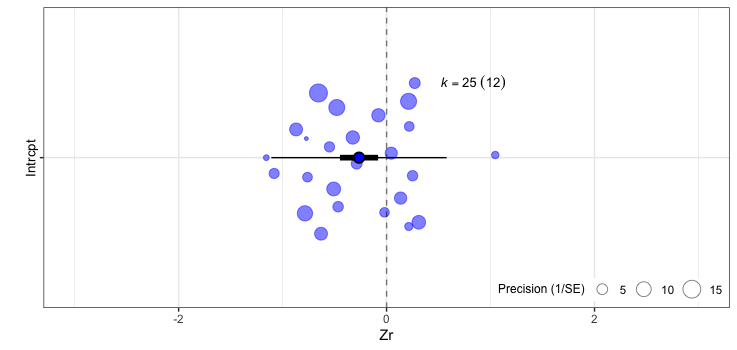 k = 25 (12)
Intrcpt
Precision (1/SE) 5 10 15
-2 0 2
Zr